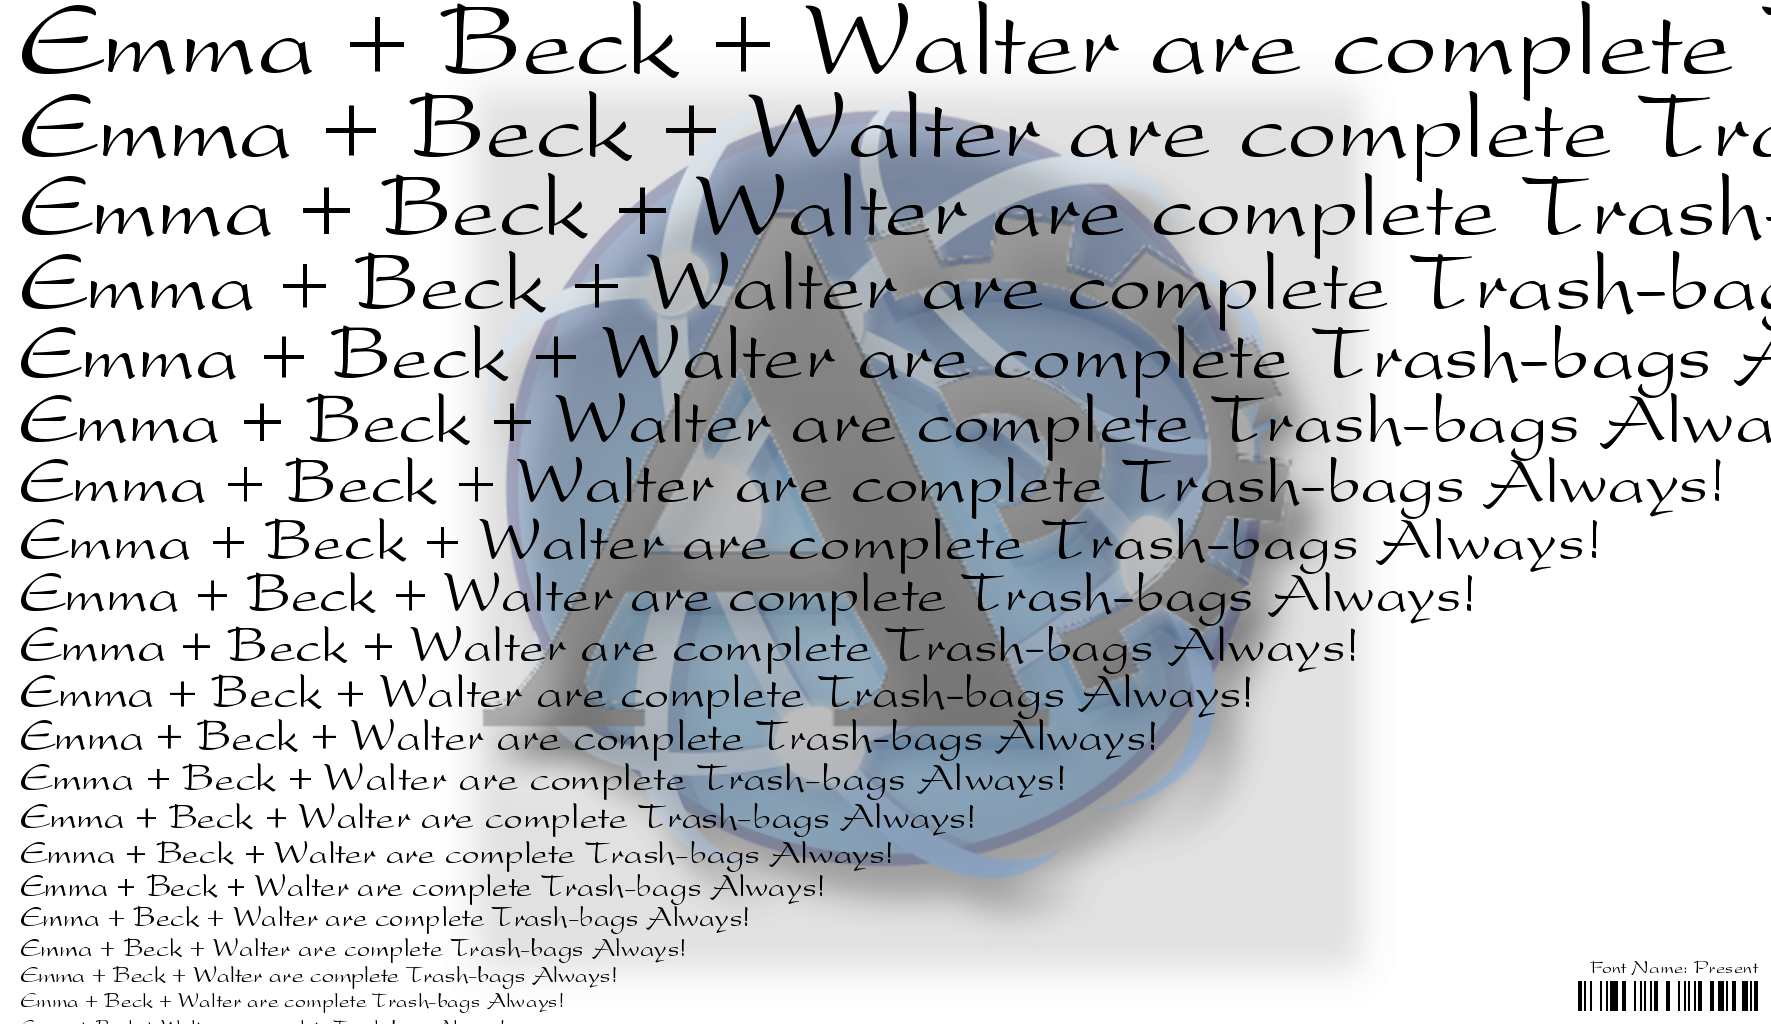 Emma + Beck + Walter are complete
Emma + Beck + Walter are complete
Emma + Beck + Walter are complete Trash-
Emma + Beck + Walter are complete Trash-bag
Emma + Beck + Walter are complete Trash-bags A
Emma + Beck + Walter are complete Trash-bags Alwa
Emma + Beck + Walter are complete Trash-bags Always!
Emma + Beck + Walter are complete Trash-bags Always!
Emma + Beck + Walter are complete Trash-bags Always!
Emma + Beck + Walter are complete Trash-bags Always!
Emma + Beck + Walter are complete Trash-bags Always!
Emma + Beck + Walter are complete Trash-bags Always!
Emma + Beck + Walter are complete Trash-bags Always!
Emma + Beck + Walter are complete Trash-bags Always!
Emma + Beck + Walter are complete Trash-bags Always!
Emma + Beck + Walter are complete Trash-bags Always!
Emma + Beck + Walter are complete Trash-bags Always!
Emma + Beck + Walter are complete Trash-bags Always!
Emma + Beck + Walter are complete Trash-bags Always!
Emma + Beck + Walter are complete Trash-bags Always!
Font Name: Present